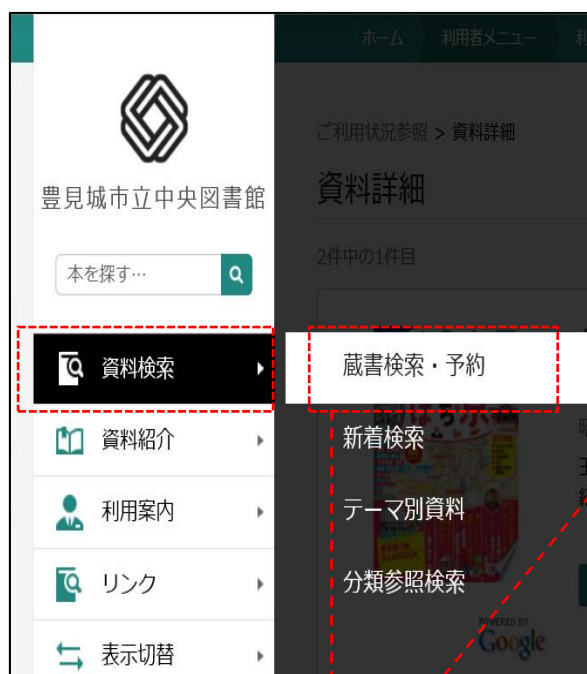 ホーム
利用者メニュー
利
ご利用状況参照 > 資料詳細
資料詳細
2件中の1件目
豊見城市立中央図書館
本を探す…
資料検索
資料紹介
利用案内
リンク
表示切替
蔵書検索・予約
新着検索
テーマ別資料
分類参照検索
POWERED BY
Google